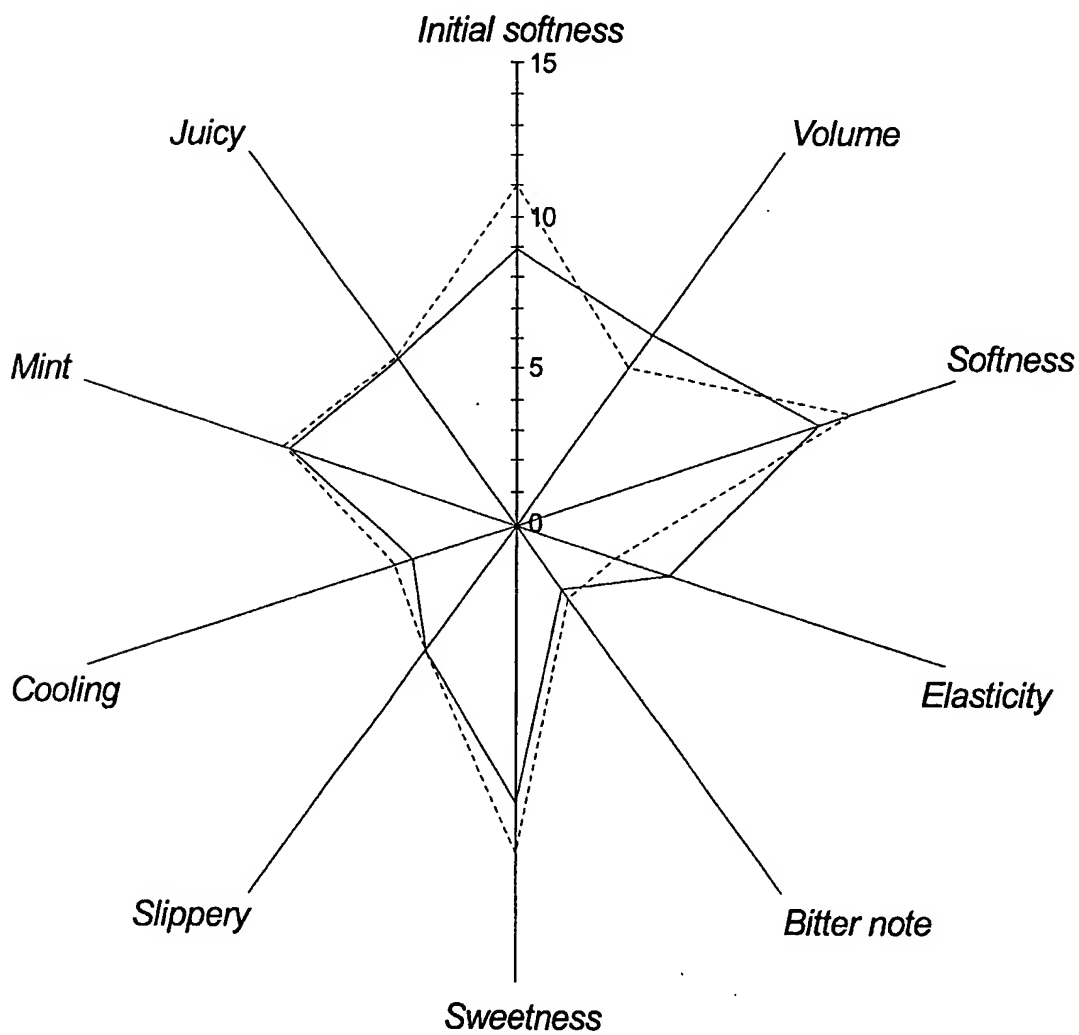 Initial softness
15
Juicy
Volume
10
Mint
5
Softness
0
Cooling
Elasticity
Slippery
Bitter note
Sweetness